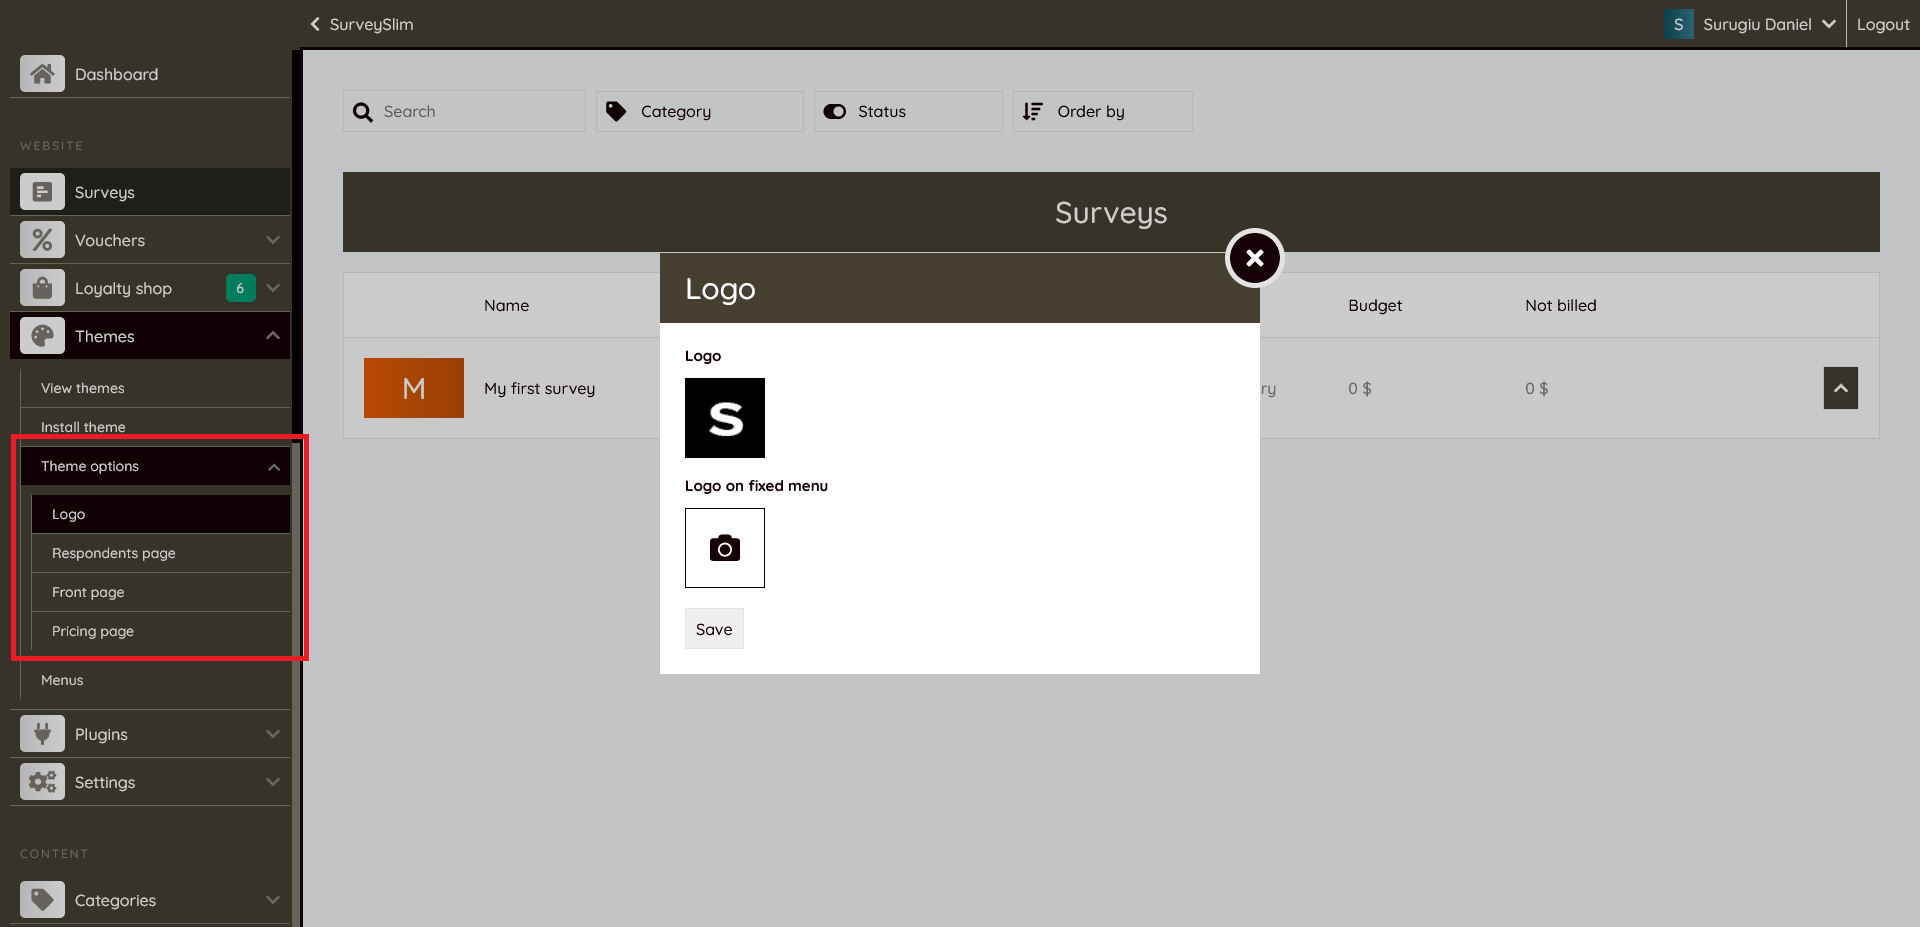 SurveySlim
S
Surugiu Daniel
Logout
Dashboard
WEBSITE
Surveys
Vouchers
Loyalty shop
6
Themes
View themes
Install theme
Theme options
Logo
Respondents page
Front page
Pricing page
Menus
Plugins
Settings
CONTENT
Categories
Search
Category
Status
Order by
Surveys
Name
Budget
Not billed
M
My first survey
ry
0 $
0 $
Logo
Logo
S
Logo on fixed menu
Save